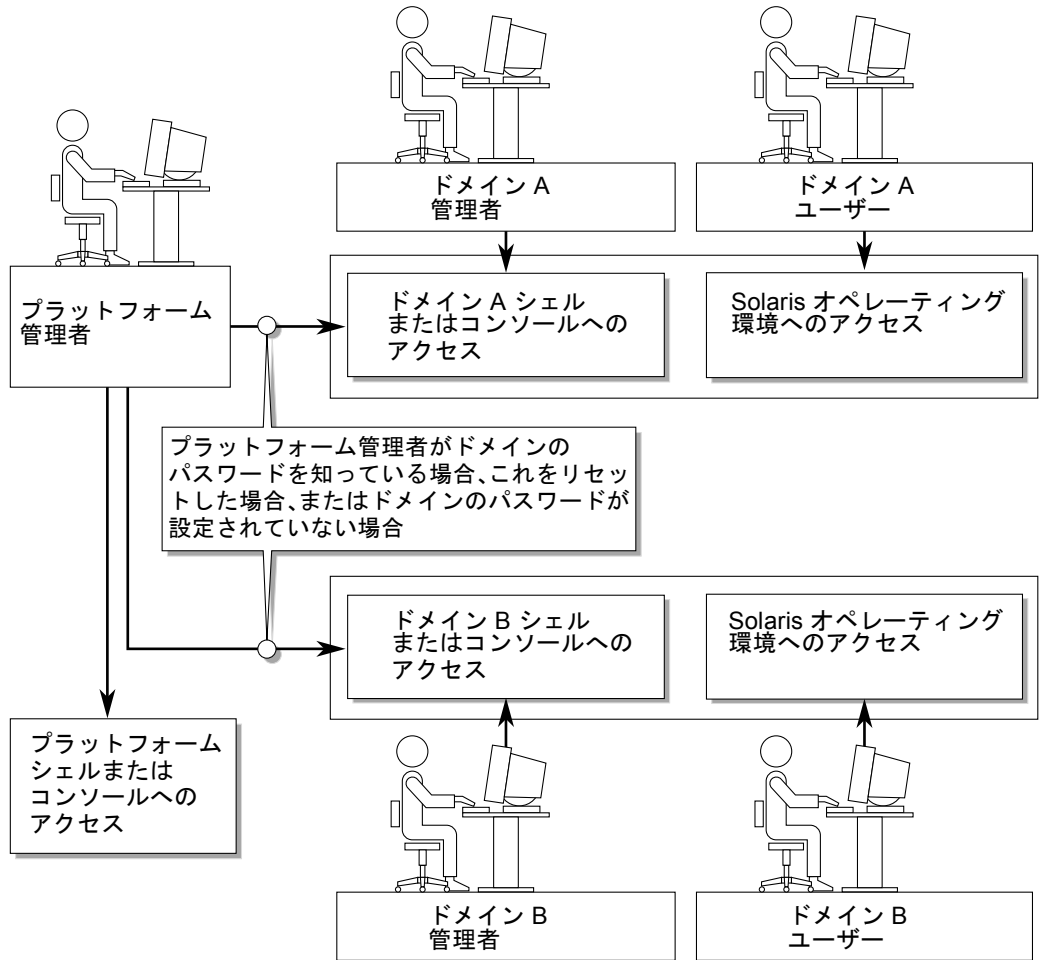 ドメイン A
管理者
ドメイン A
ユーザー
プラットフォーム
管理者
ドメイン A シェル
またはコンソールへの
アクセス
Solaris オペレーティング
環境へのアクセス
プラットフォーム管理者がドメインの
パスワードを知っている場合、これをリセッ
トした場合、またはドメインのパスワードが
設定されていない場合
ドメイン B シェル
またはコンソールへの
アクセス
Solaris オペレーティング
環境へのアクセス
プラットフォーム
シェルまたは
コンソールへの
アクセス
ドメイン B
管理者
ドメイン B
ユーザー